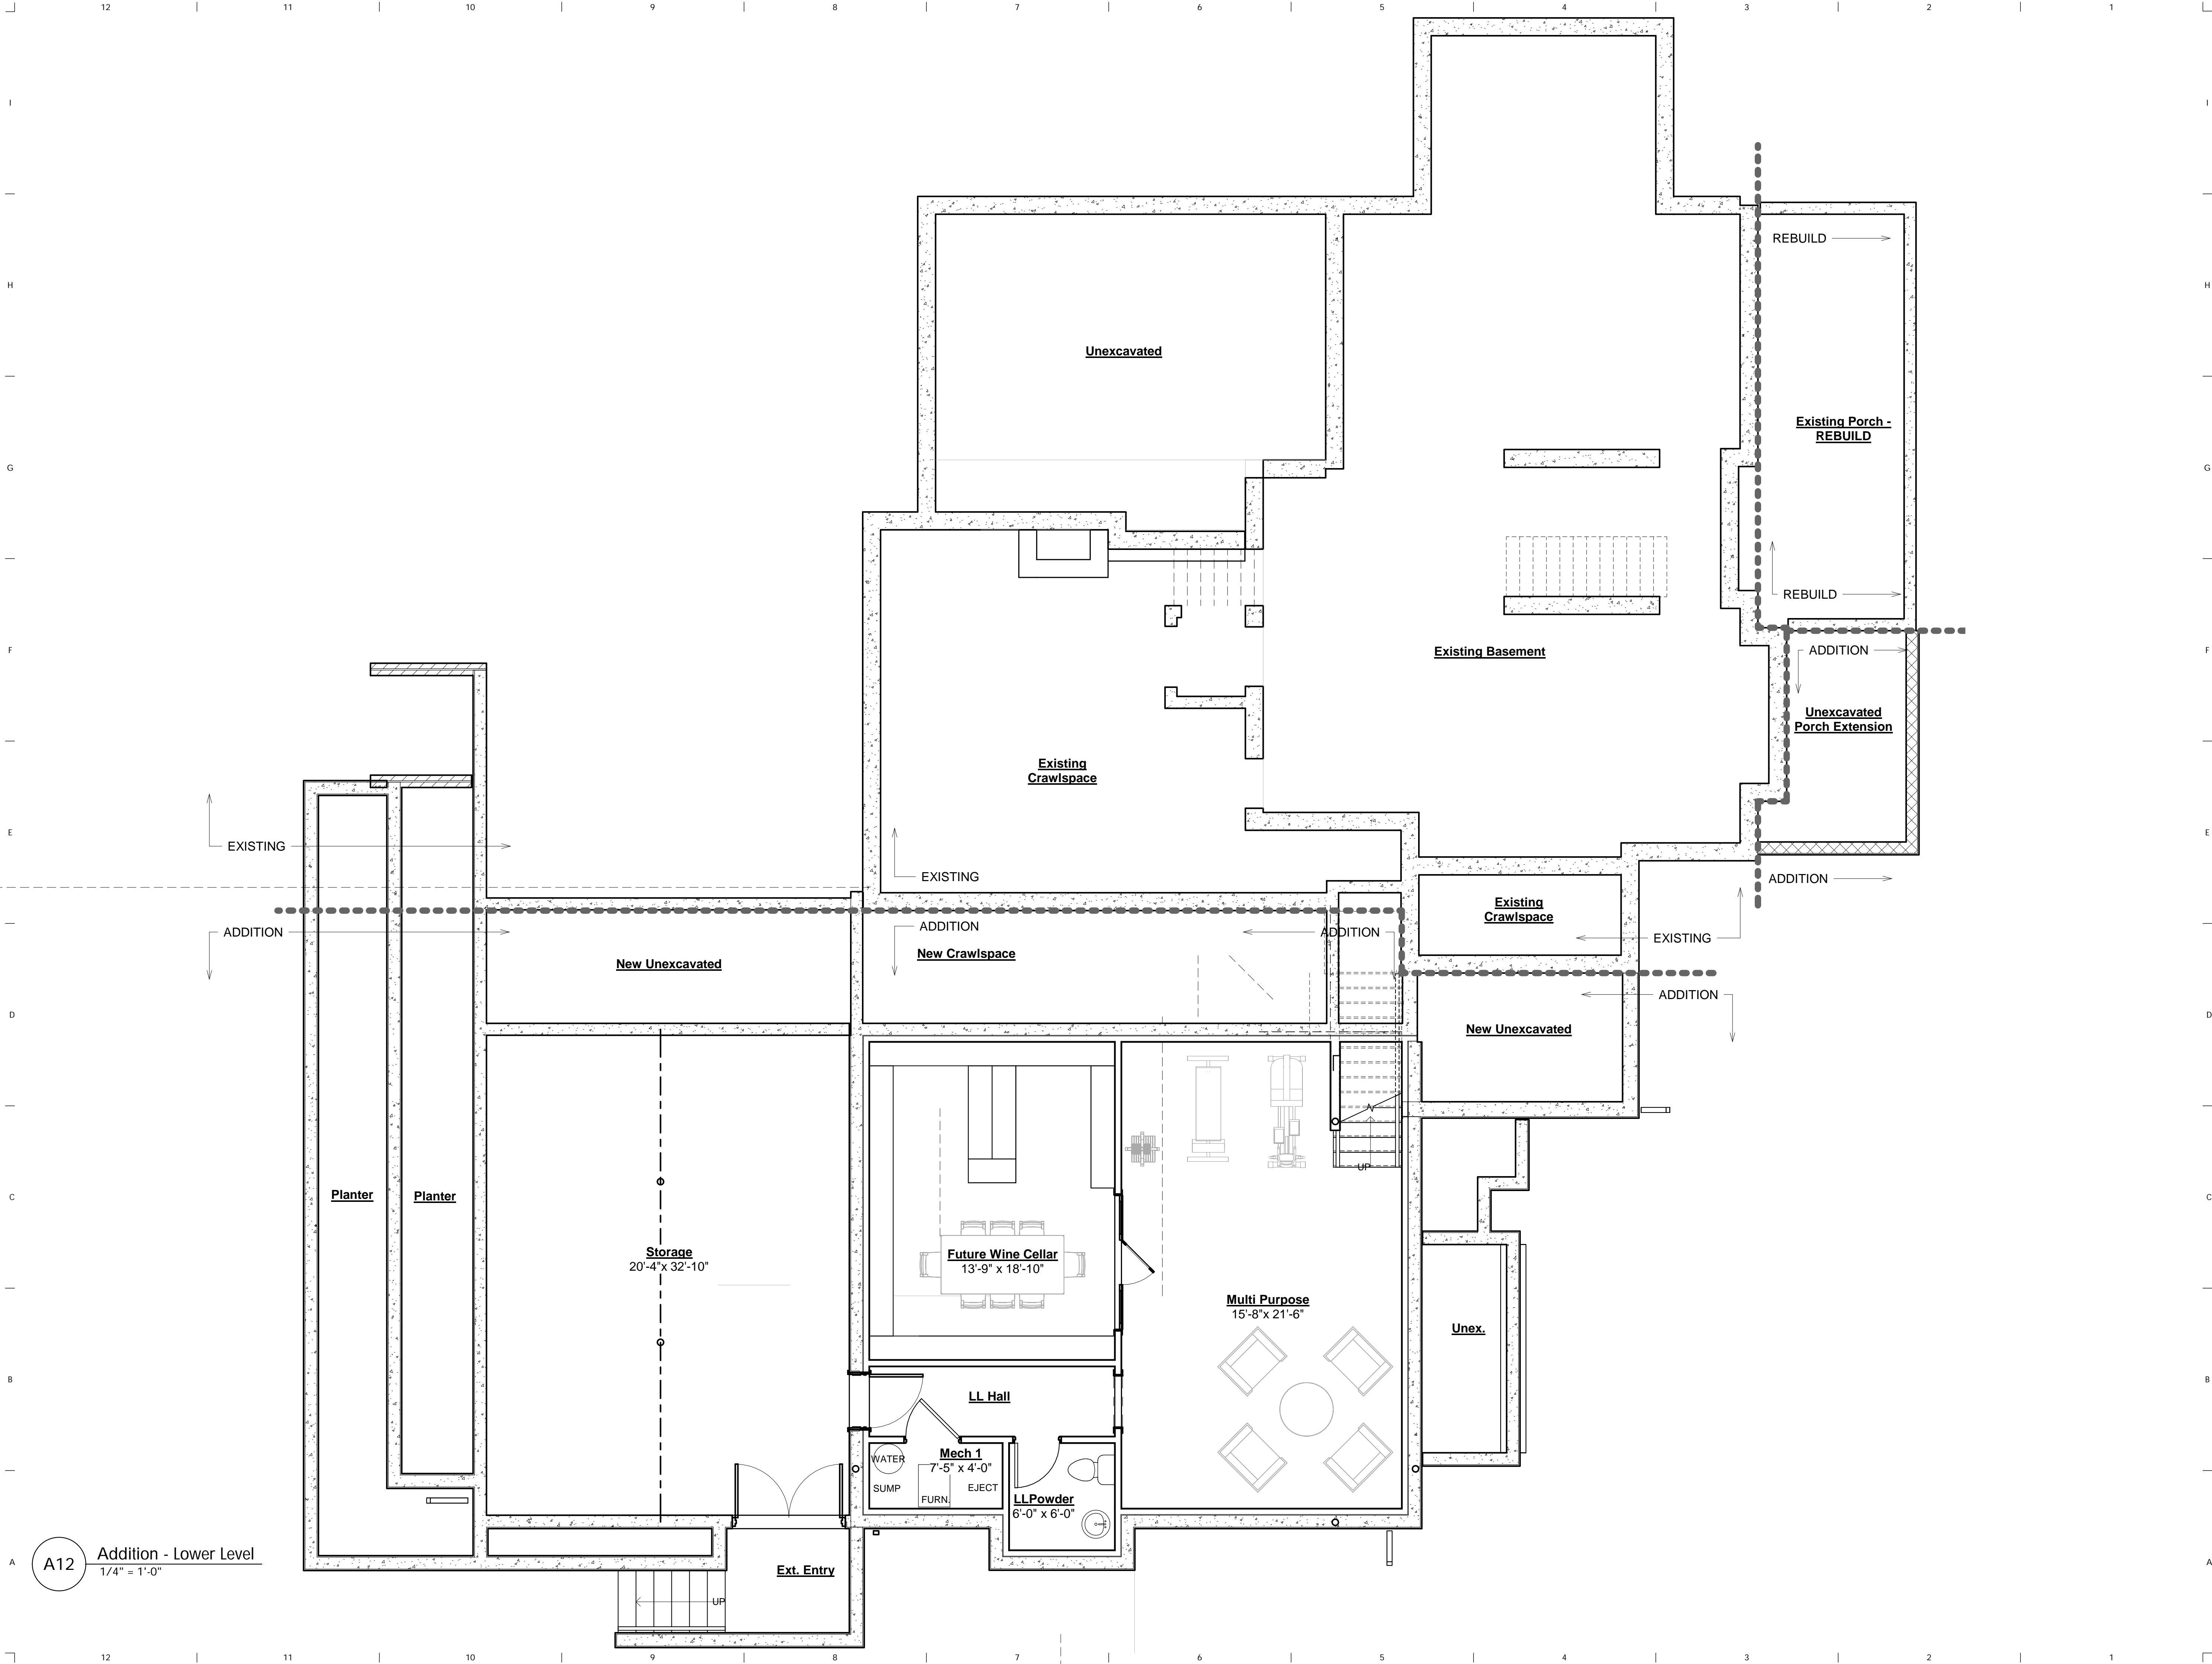 12 11 10 9 8 7 6 5 4 3 2 1
I I
REBUILD
H H
Unexcavated
Existing Porch -
REBUILD
G G
REBUILD
F F
Existing Basement
ADDITION
Unexcavated
Porch Extension
Existing
Crawlspace
E E
EXISTING
EXISTING
ADDITION
Existing
Crawlspace
ADDITION
ADDITION
ADDITION
EXISTING
New Crawlspace
New Unexcavated
ADDITION
D D
New Unexcavated
UP
Planter
Planter
C C
Storage
20'-4"x 32'-10"
Future Wine Cellar
13'-9" x 18'-10"
Multi Purpose
15'-8"x 21'-6"
Unex.
B B
LL Hall
Mech 1
7'-5" x 4'-0"
WATER
SUMP
FURN.
EJECT
LLPowder
6'-0" x 6'-0"
A A
A12
Addition - Lower Level
1/4" = 1'-0"
Ext. Entry
UP
12 11 10 9 8 7 6 5 4 3 2 1